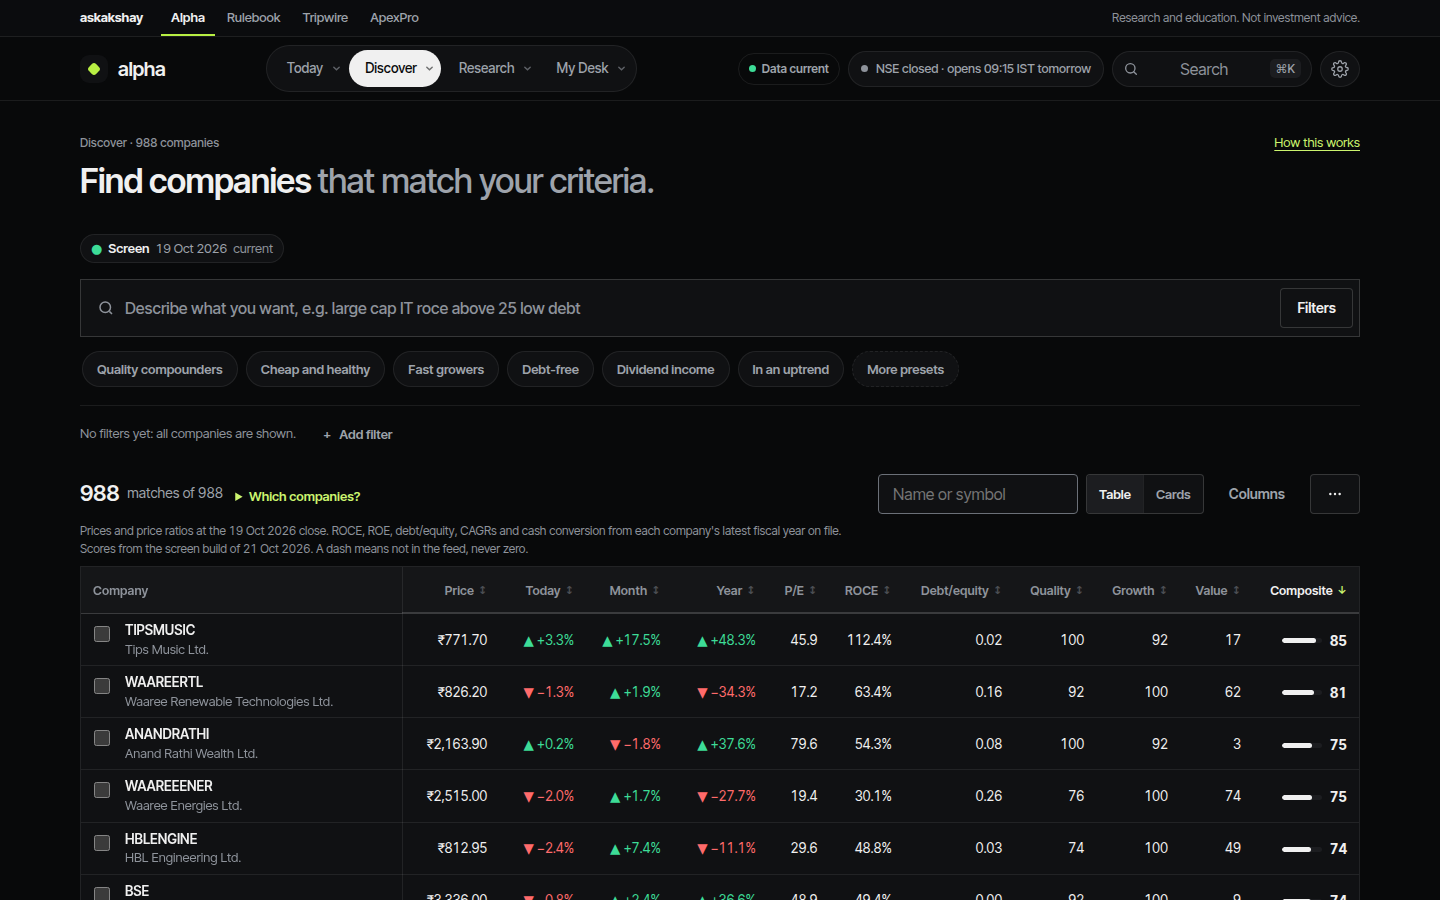 askakshay Alpha Rulebook Tripwire ApexPro Research and education. Not investment advice.
alpha Today Discover Research My Desk Data current NSE closed · opens 09:15 IST tomorrow Search ⌘K
Discover · 988 companies How this works
Find companies that match your criteria.
Screen 19 Oct 2026 current
Describe what you want, e.g. large cap IT roce above 25 low debt Filters
Quality compounders Cheap and healthy Fast growers Debt-free Dividend income In an uptrend More presets
No filters yet: all companies are shown. + Add filter
988 matches of 988 ▶ Which companies? Name or symbol Table Cards Columns ···
Prices and price ratios at the 19 Oct 2026 close. ROCE, ROE, debt/equity, CAGRs and cash conversion from each company's latest fiscal year on file.
Scores from the screen build of 21 Oct 2026. A dash means not in the feed, never zero.
Company Price ↕ Today ↕ Month ↕ Year ↕ P/E ↕ ROCE ↕ Debt/equity ↕ Quality ↕ Growth ↕ Value ↕ Composite ↓
TIPSMUSIC ₹771.70 ▲ +3.3% ▲ +17.5% ▲ +48.3% 45.9 112.4% 0.02 100 92 17 85
Tips Music Ltd.
WAAREERTL ₹826.20 ▼ −1.3% ▲ +1.9% ▼ −34.3% 17.2 63.4% 0.16 92 100 62 81
Waaree Renewable Technologies Ltd.
ANANDRATHI ₹2,163.90 ▲ +0.2% ▼ −1.8% ▲ +37.6% 79.6 54.3% 0.08 100 92 3 75
Anand Rathi Wealth Ltd.
WAAREEENER ₹2,515.00 ▼ −2.0% ▲ +1.7% ▼ −27.7% 19.4 30.1% 0.26 76 100 74 75
Waaree Energies Ltd.
HBLENGINE ₹812.95 ▼ −2.4% ▲ +7.4% ▼ −11.1% 29.6 48.8% 0.03 74 100 49 74
HBL Engineering Ltd.
BSE